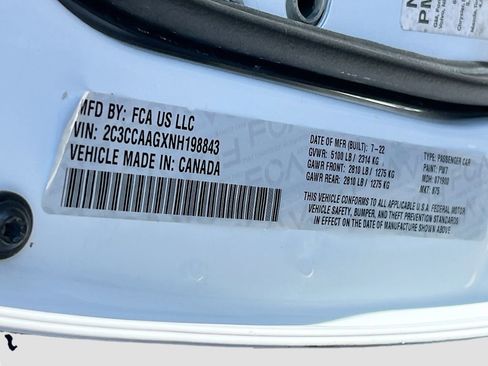 MFD BY: FCA US LLC
VIN: 2C3CCAAGXNH198843
VEHICLE MADE IN: CANADA
DATE OF MFR (BUILT): 7-22
GVWR: 5100 LB / 2314 KG
GAWR FRONT: 2810 LB / 1275 KG
GAWR REAR: 2810 LB / 1275 KG
TYPE: PASSENGER CAR
PAINT: PW7
MDH: 071900
THIS VEHICLE CONFORMS TO ALL APPLICABLE U.S.A. FEDERAL MOTOR
VEHICLE SAFETY, BUMPER, AND THEFT PREVENTION STANDARDS
IN EFFECT ON THE DATE OF MANUFACTURE SHOWN ABOVE